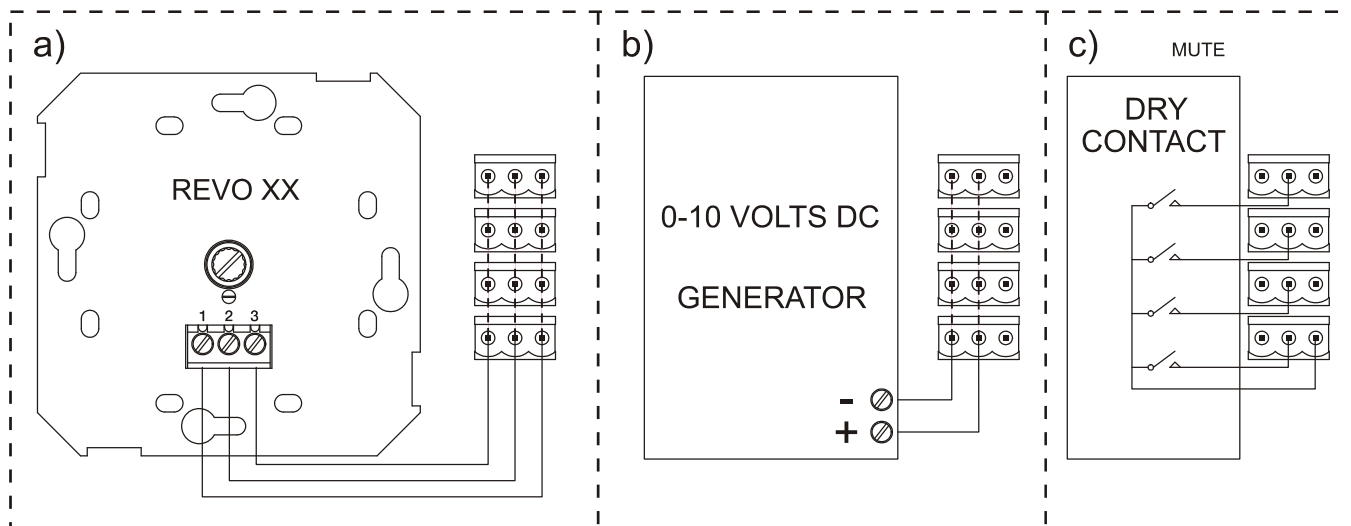 a)
REVO XX
1 2 3
b)
0-10 VOLTS DC
GENERATOR
-
+
c)
MUTE
DRY
CONTACT